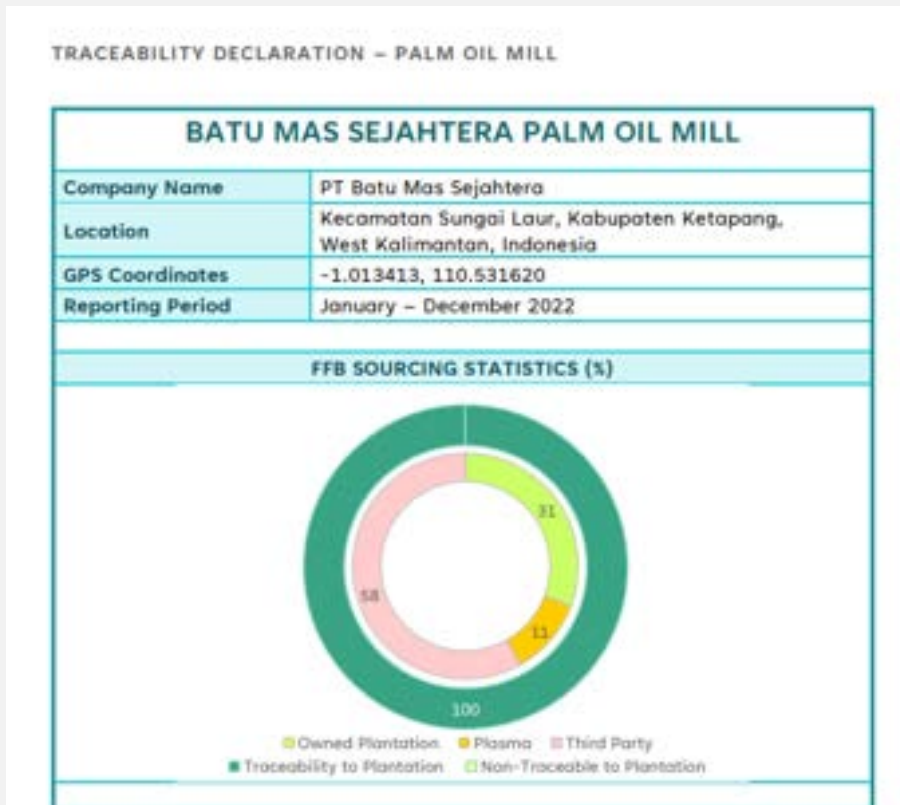 TRACEABILITY DECLARATION – PALM OIL MILL
BATU MAS SEJAHTERA PALM OIL MILL
Company Name PT Batu Mas Sejahtera
Location Kecamatan Sungai Laur, Kabupaten Ketapang,
West Kalimantan, Indonesia
GPS Coordinates -1.013413, 110.531620
Reporting Period January – December 2022
FFB SOURCING STATISTICS (%)
31
58
11
100
Owned Plantation Plasma Third Party
Traceability to Plantation Non-Traceable to Plantation